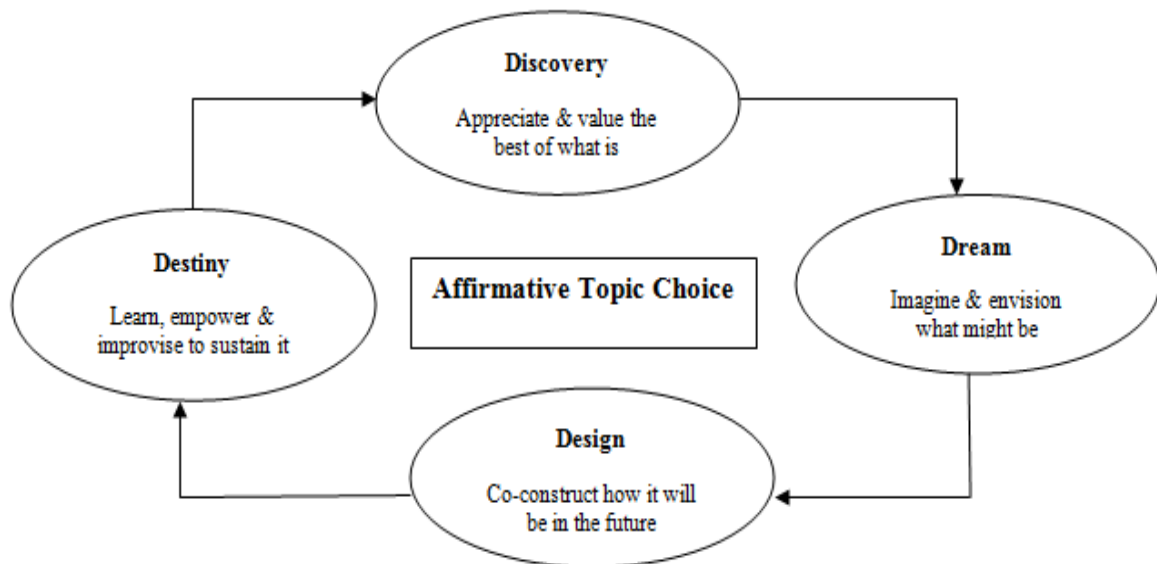 Discovery
Appreciate & value the
best of what is
Dream
Imagine & envision
what might be
Affirmative Topic Choice
Design
Co-construct how it will
be in the future
Destiny
Learn, empower &
improvise to sustain it